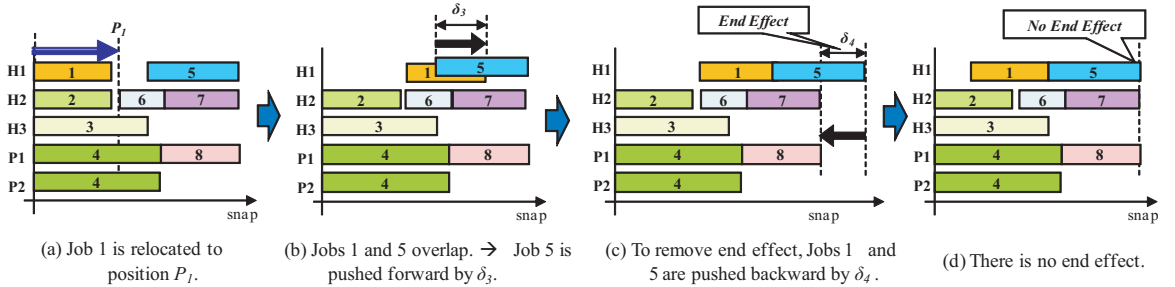 P1
H1 1 5
H2 2 6 7
H3 3
P1 4 8
P2 4
snap
(a) Job 1 is relocated to
position P1.
δ3
1 5
H2 2 6 7
H3 3
P1 4 8
P2 4
H1
snap
(b) Jobs 1 and 5 overlap. → Job 5 is
pushed forward by δ3.
End Effect
δ4
H1 1 5
H2 2 6 7
H3 3
P1 4 8
P2 4
snap
(c) To remove end effect, Jobs 1 and
5 are pushed backward by δ4 .
No End Effect
H1 1 5
H2 2 6 7
H3 3
P1 4 8
P2 4
snap
(d) There is no end effect.